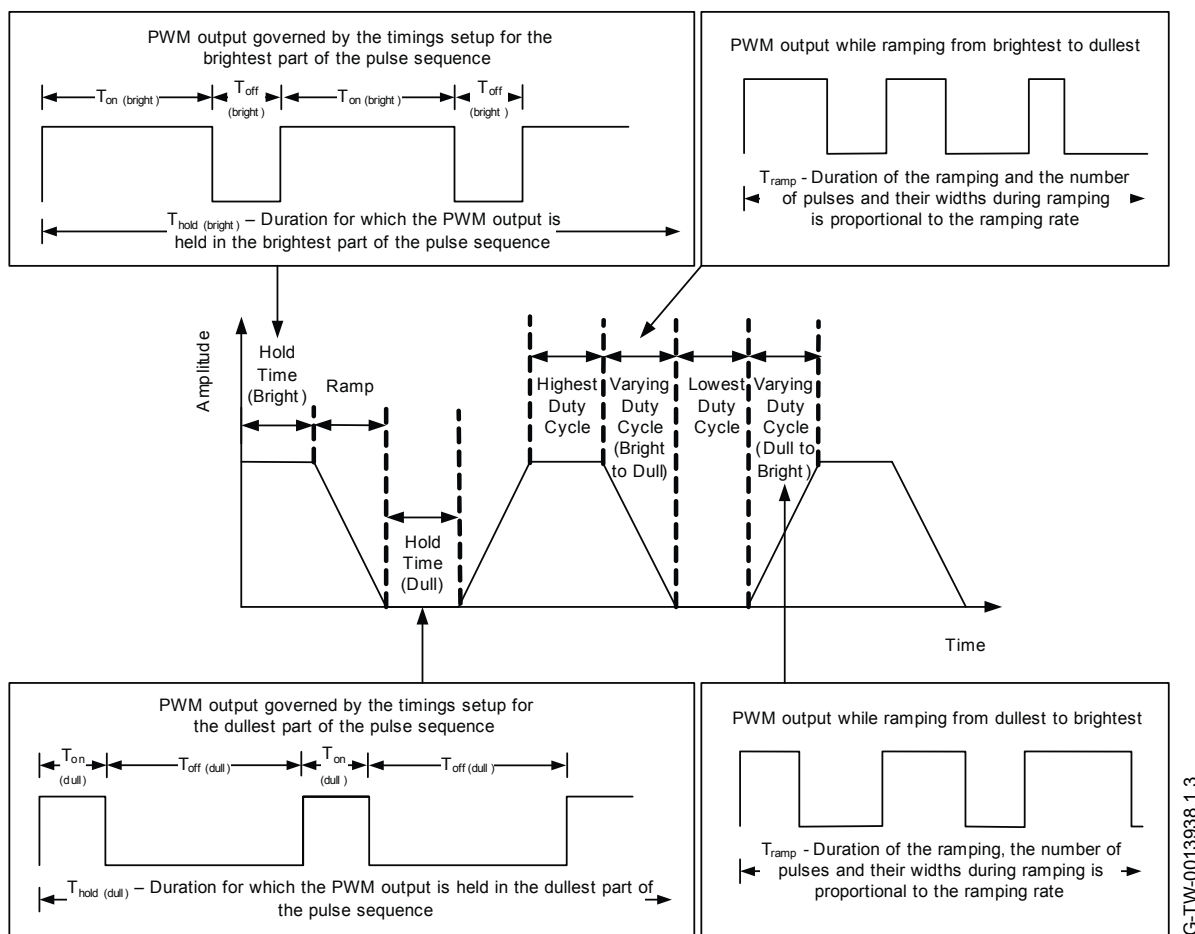 PWM output governed by the timings setup for the
brightest part of the pulse sequence
Ton (bright)
Toff (bright)
Ton (bright)
Toff (bright)
Thold (bright) – Duration for which the PWM output is
held in the brightest part of the pulse sequence
PWM output while ramping from brightest to dullest
Tramp - Duration of the ramping and the number
of pulses and their widths during ramping
is proportional to the ramping rate
Amplitude
Hold
Time
(Bright)
Ramp
Hold
Time
(Dull)
Highest
Duty
Cycle
Varying
Duty
Cycle
(Bright
to Dull)
Lowest
Duty
Cycle
Varying
Duty
Cycle
(Dull to
Bright)
Time
PWM output governed by the timings setup for
the dullest part of the pulse sequence
Ton (dull)
Toff (dull)
Ton (dull)
Toff (dull)
Thold (dull) – Duration for which the PWM output is held in the dullest part of
the pulse sequence
PWM output while ramping from dullest to brightest
Tramp - Duration of the ramping, the number of
pulses and their widths during ramping is
proportional to the ramping rate
G-TW-0013938.1.3